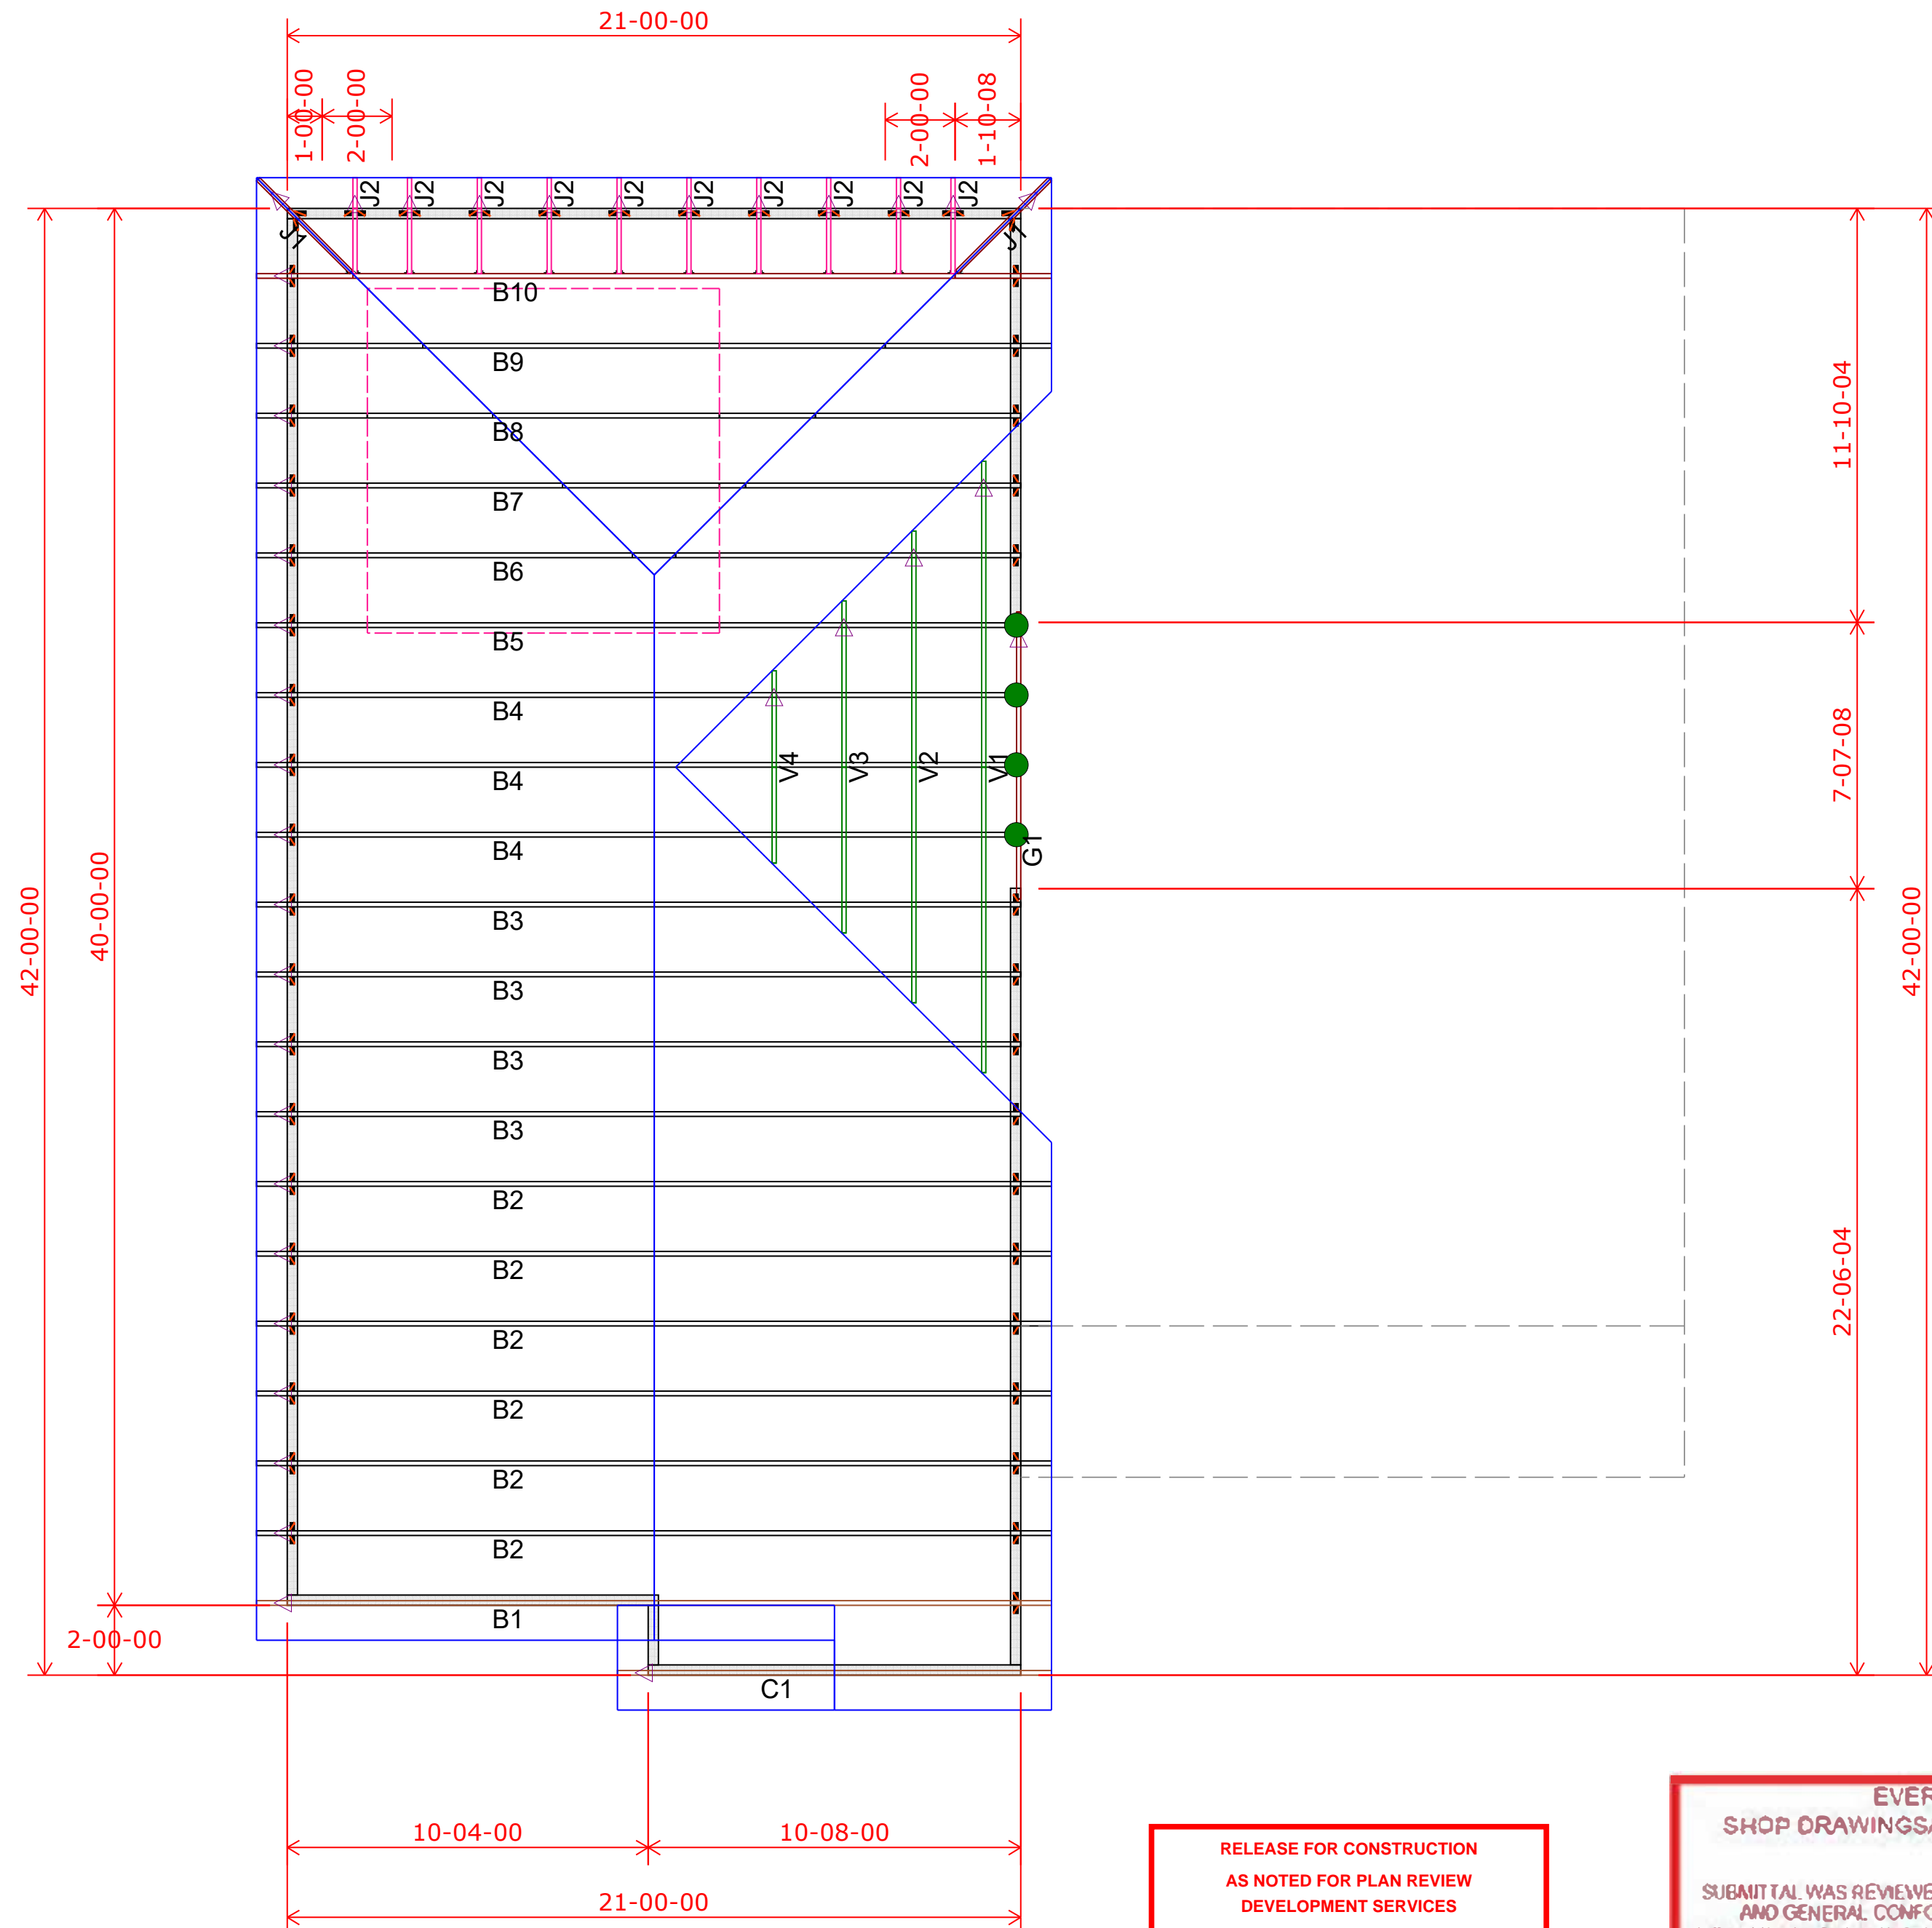 21-00-00
1-00-00
2-00-00
2-00-00
1-10-08
J2
J2
J2
J2
J2
J2
J2
J2
J2
J2
J1
J1
B10
B9
B8
B7
B6
B5
B4
B4
B4
B3
B3
B3
B3
B2
B2
B2
B2
B2
B2
B1
C1
V4
V3
V2
V1
G1
42-00-00
40-00-00
2-00-00
11-10-04
7-07-08
22-06-04
42-00-00
10-04-00
10-08-00
21-00-00
RELEASE FOR CONSTRUCTION
AS NOTED FOR PLAN REVIEW
DEVELOPMENT SERVICES
EVER
SHOP DRAWINGS/
SUBMITTAL WAS REVIEWE
AND GENERAL CONFO